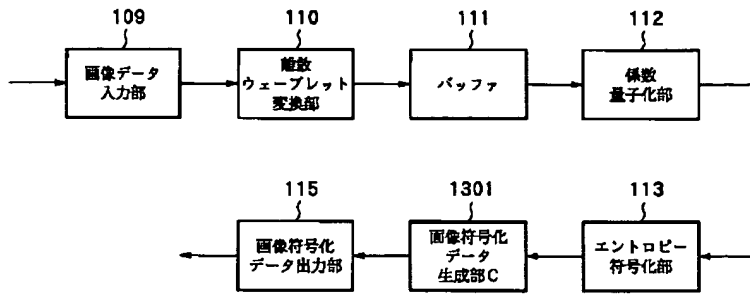 109
110
111
112
画像データ
入力部
離散
ウェーブレット
変換部
バッファ
係数
量子化部
115
1301
113
画像符号化
データ出力部
画像符号化
データ
生成部C
エントロピー
符号化部